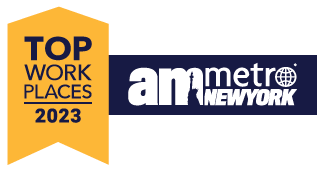 TOP
WORK
PLACES
2023
am metro
NEW YORK